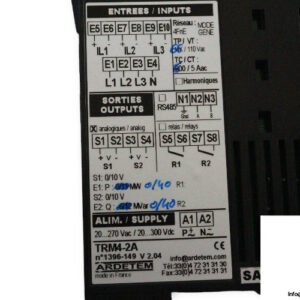 ENTREES / INPUTS
E5 E6 E7 E8 E9 E10
IL1 IL2 IL3
E1 E2 E3 E4
L1 L2 L3 N
Réseau: MODE
4FnE GENE
TP / VT :
/ 110 Vac
TC / CT :
/ 5 Aac
Harmoniques
SORTIES
OUTPUTS
RS485 N1 N2 N3
A B
X analogiques / analog
relais / relays
S1 S2 S3 S4
S5 S6 S7 S8
+ V - + V -
S1 S2
R1 R2
S1: 0/10 V
S2: 0/10 V
E1: P MW 0/40 R1:
E2: Q MVar 0/40 R2
ALIM. / SUPPLY
A1 A2
20...270 Vac / 20...300 Vdc
P N
TRM4-2A
n°1396-149 V 2.04
www.ardetem.com
ARDETEM
Tél:33(0)4 72 31 31 30
made in France
Fax:33(0)4 72 31 31 31
SA